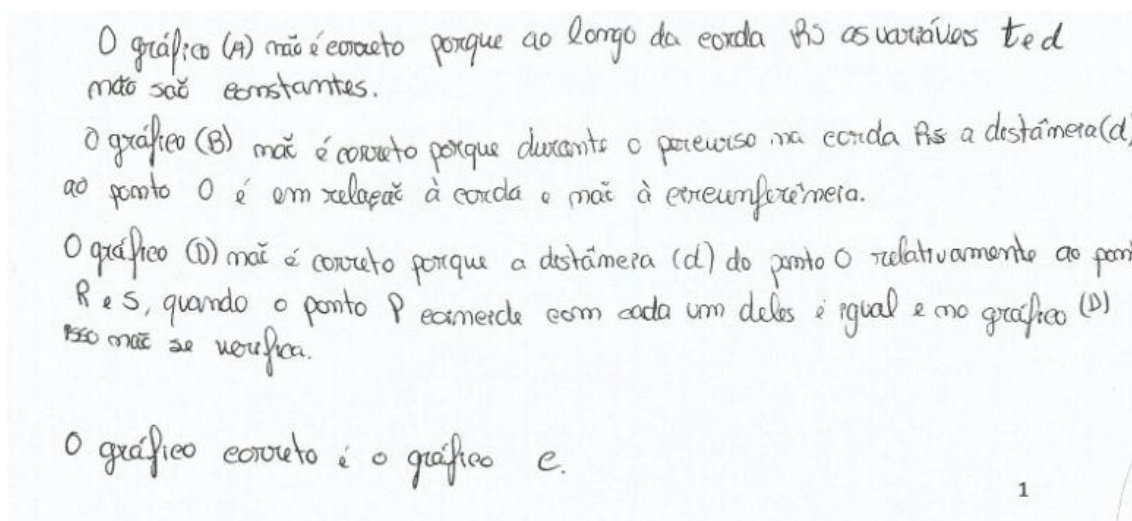 O gráfico (A) não é correto porque ao longo da corda RS as variáveis t e d
não são constantes.
O gráfico (B) não é correto porque durante o percurso na corda RS a distância (d)
ao ponto O é em relação à corda e não à circunferência.
O gráfico (D) não é correto porque a distância (d) do ponto O relativamente ao pon
R e S, quando o ponto P coincide com cada um deles é igual e no gráfico (D)
isso não se verifica.
O gráfico correto é o gráfico C.
1